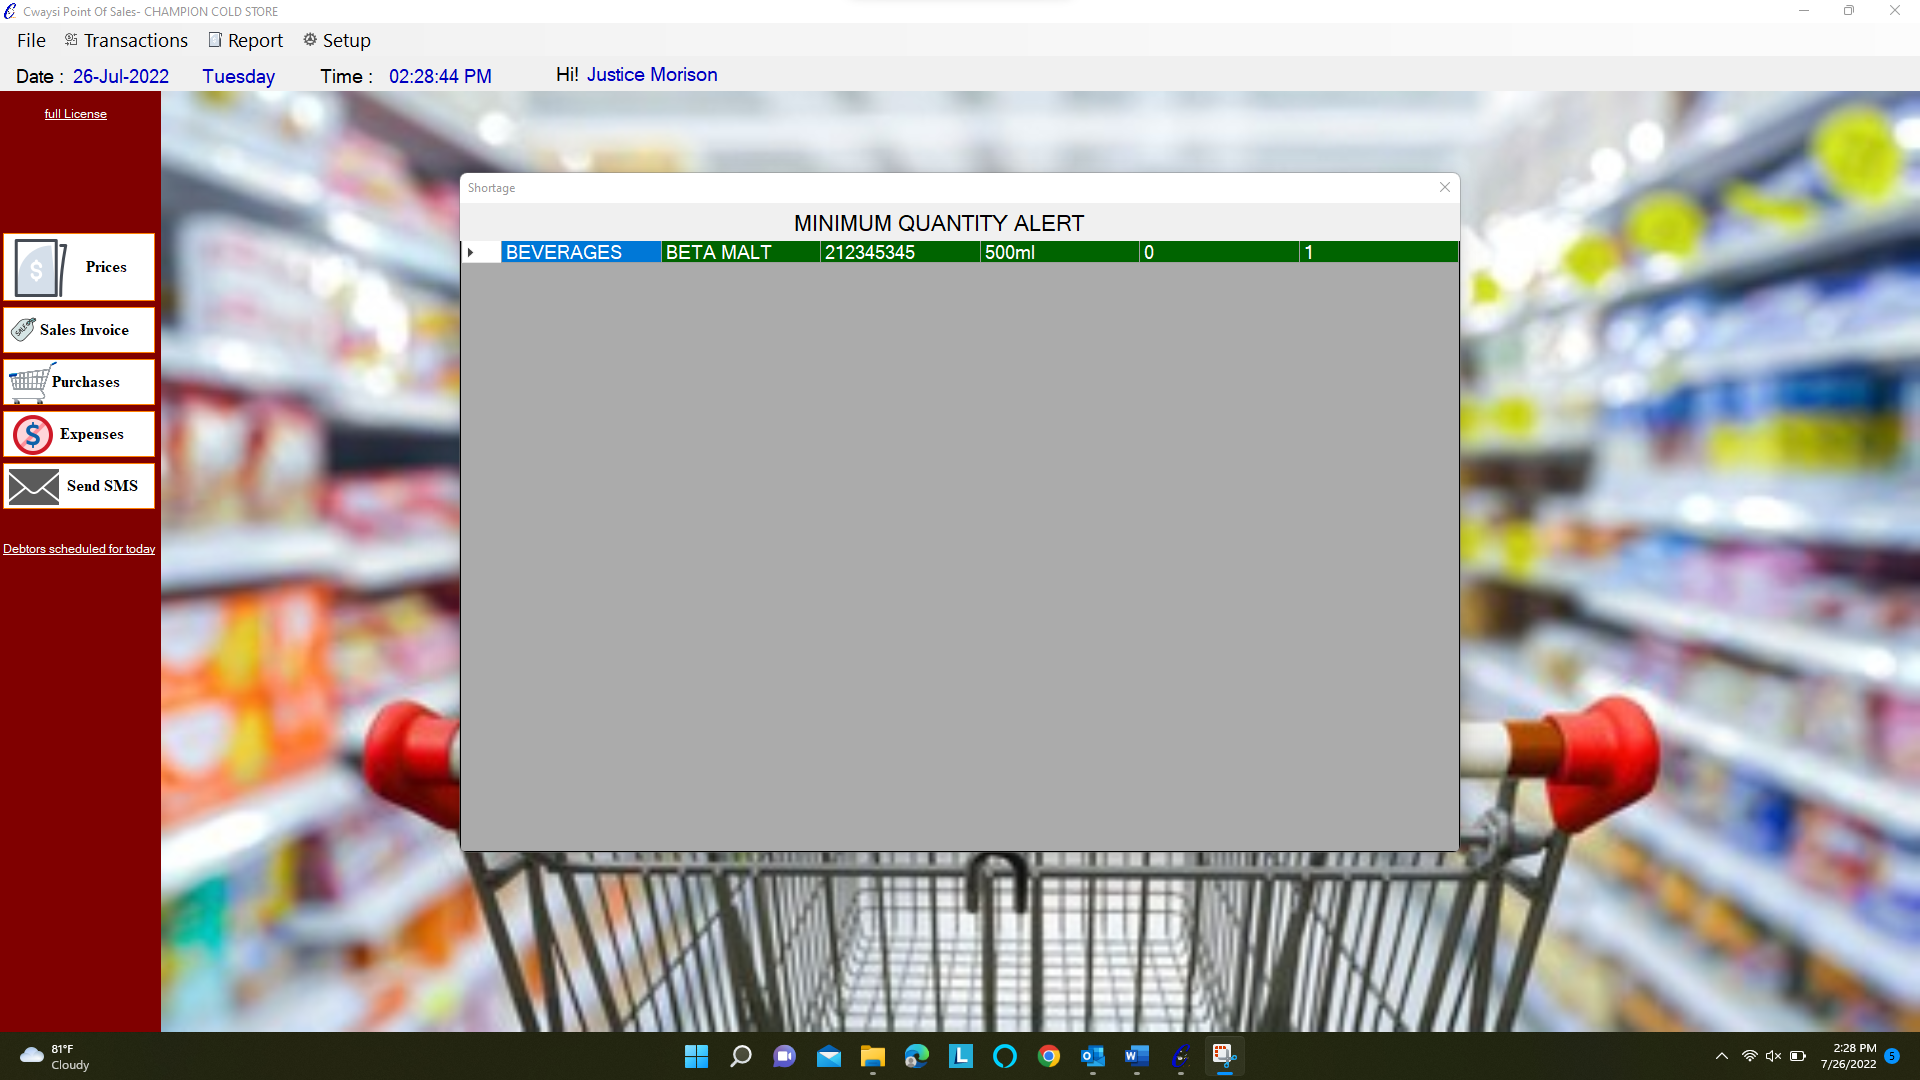 Cwaysi Point Of Sales- CHAMPION COLD STORE
File Transactions Report Setup
Date : 26-Jul-2022 Tuesday Time : 02:28:44 PM Hi! Justice Morison
full License
Prices
Sales Invoice
Purchases
Expenses
Send SMS
Debtors scheduled for today
Shortage
MINIMUM QUANTITY ALERT
BEVERAGES BETA MALT 212345345 500ml 0 1
81°F
Cloudy
2:28 PM
7/26/2022
5